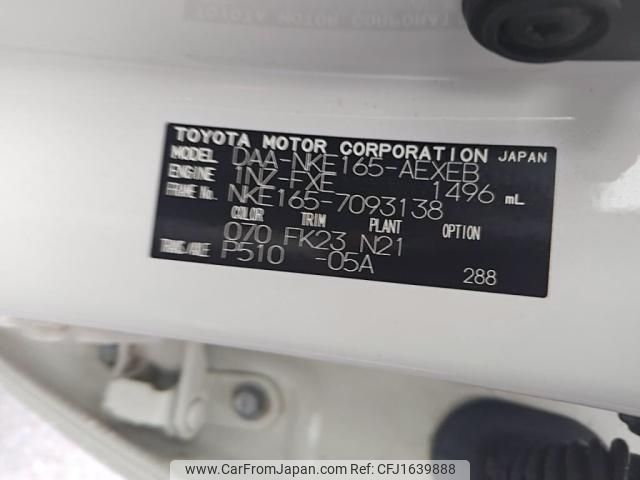 TOYOTA MOTOR CORPORATION JAPAN
MODEL DAA-NKE165-AEXEB
ENGINE 1NZ-FXE 1496 mL
FRAME No. NKE165-7093138
COLOR TRIM PLANT OPTION
070 FK23 N21
TRANS/AXLE P510 -05A
288
© CarFromJapan.com - Ref. No: CFJ1639888